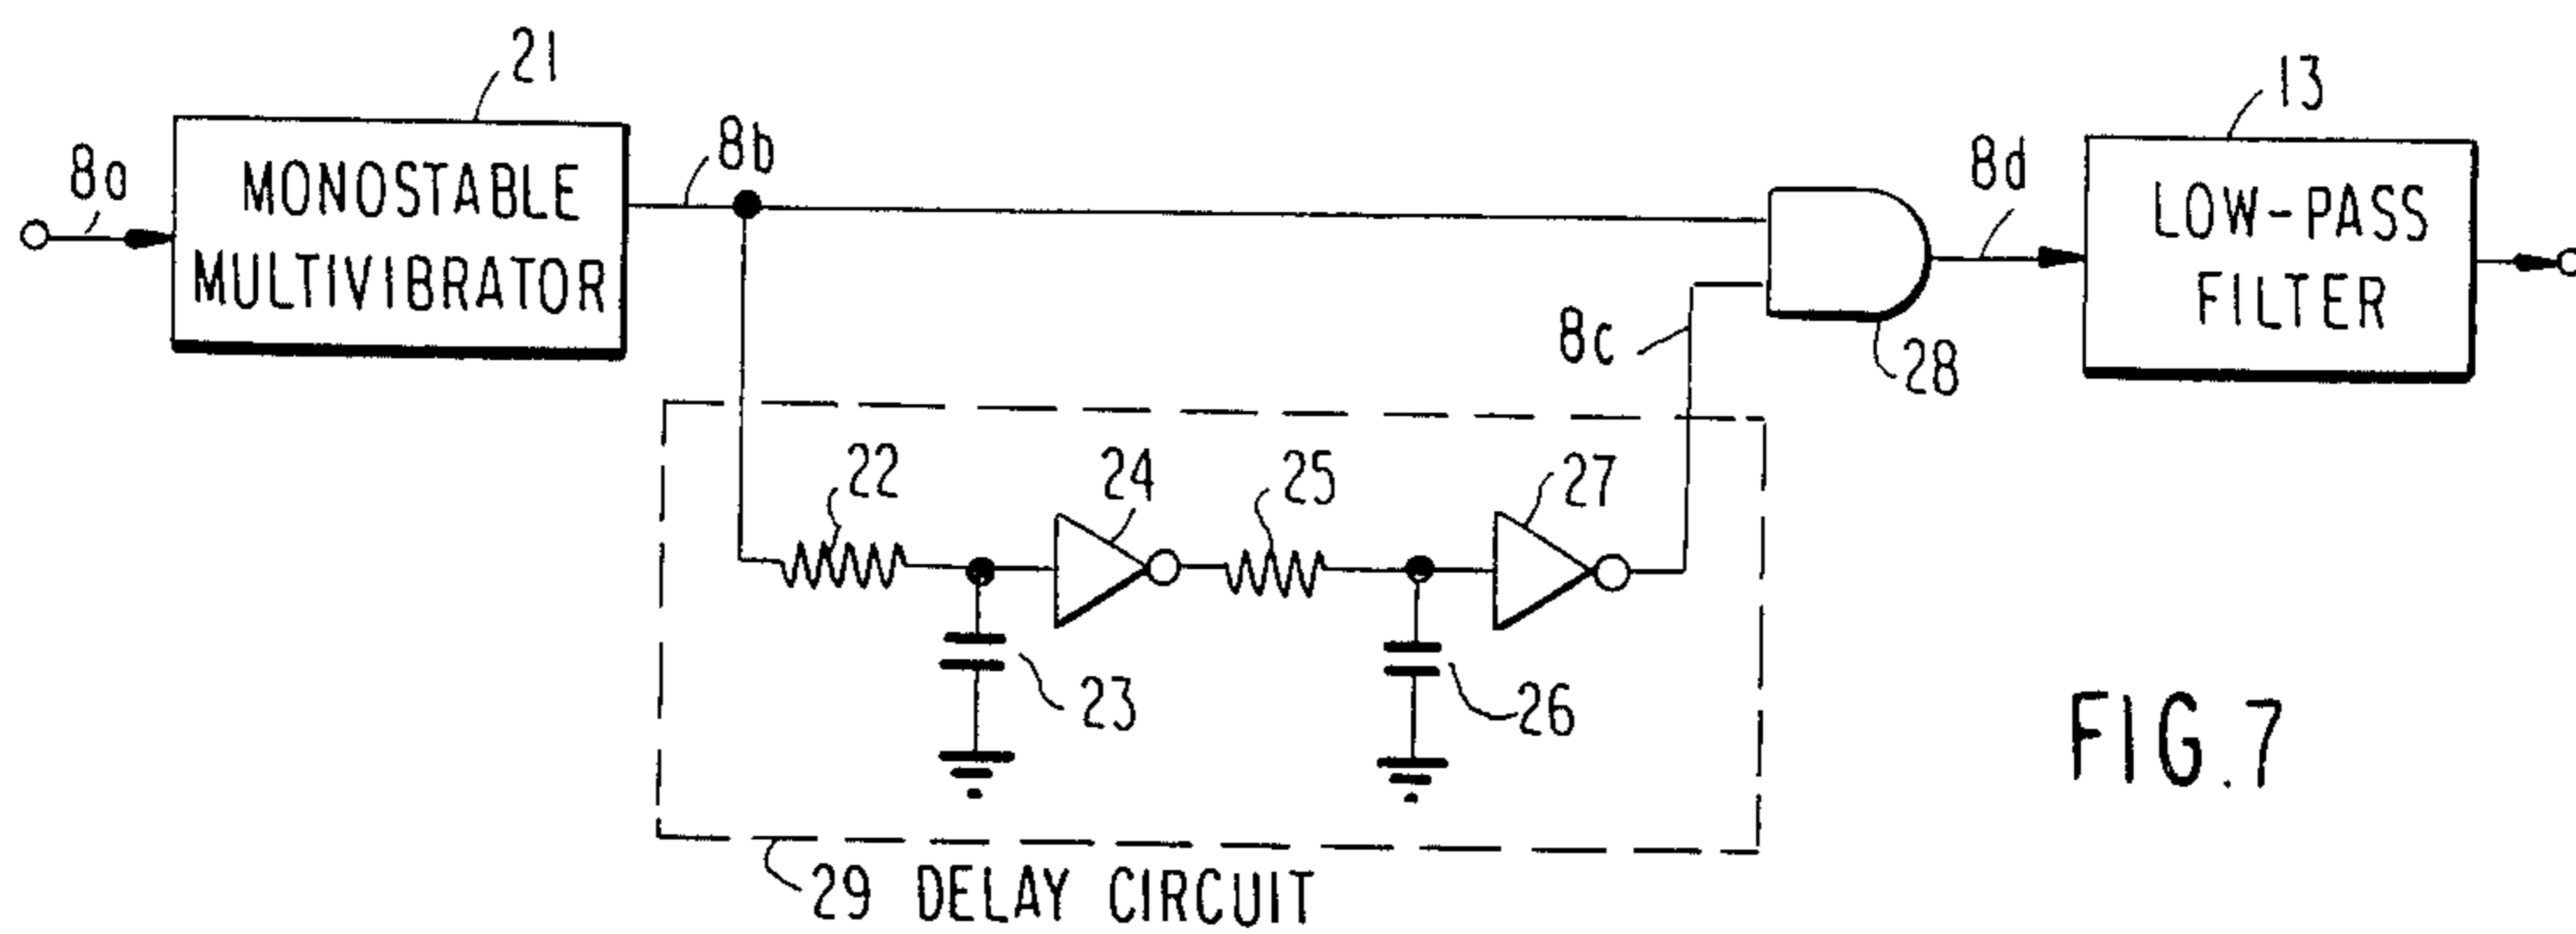 21
13
8a
8b
8d
MONOSTABLE
MULTIVIBRATOR
LOW-PASS
FILTER
8c
28
22
24
25
27
23
26
FIG.7
29 DELAY CIRCUIT